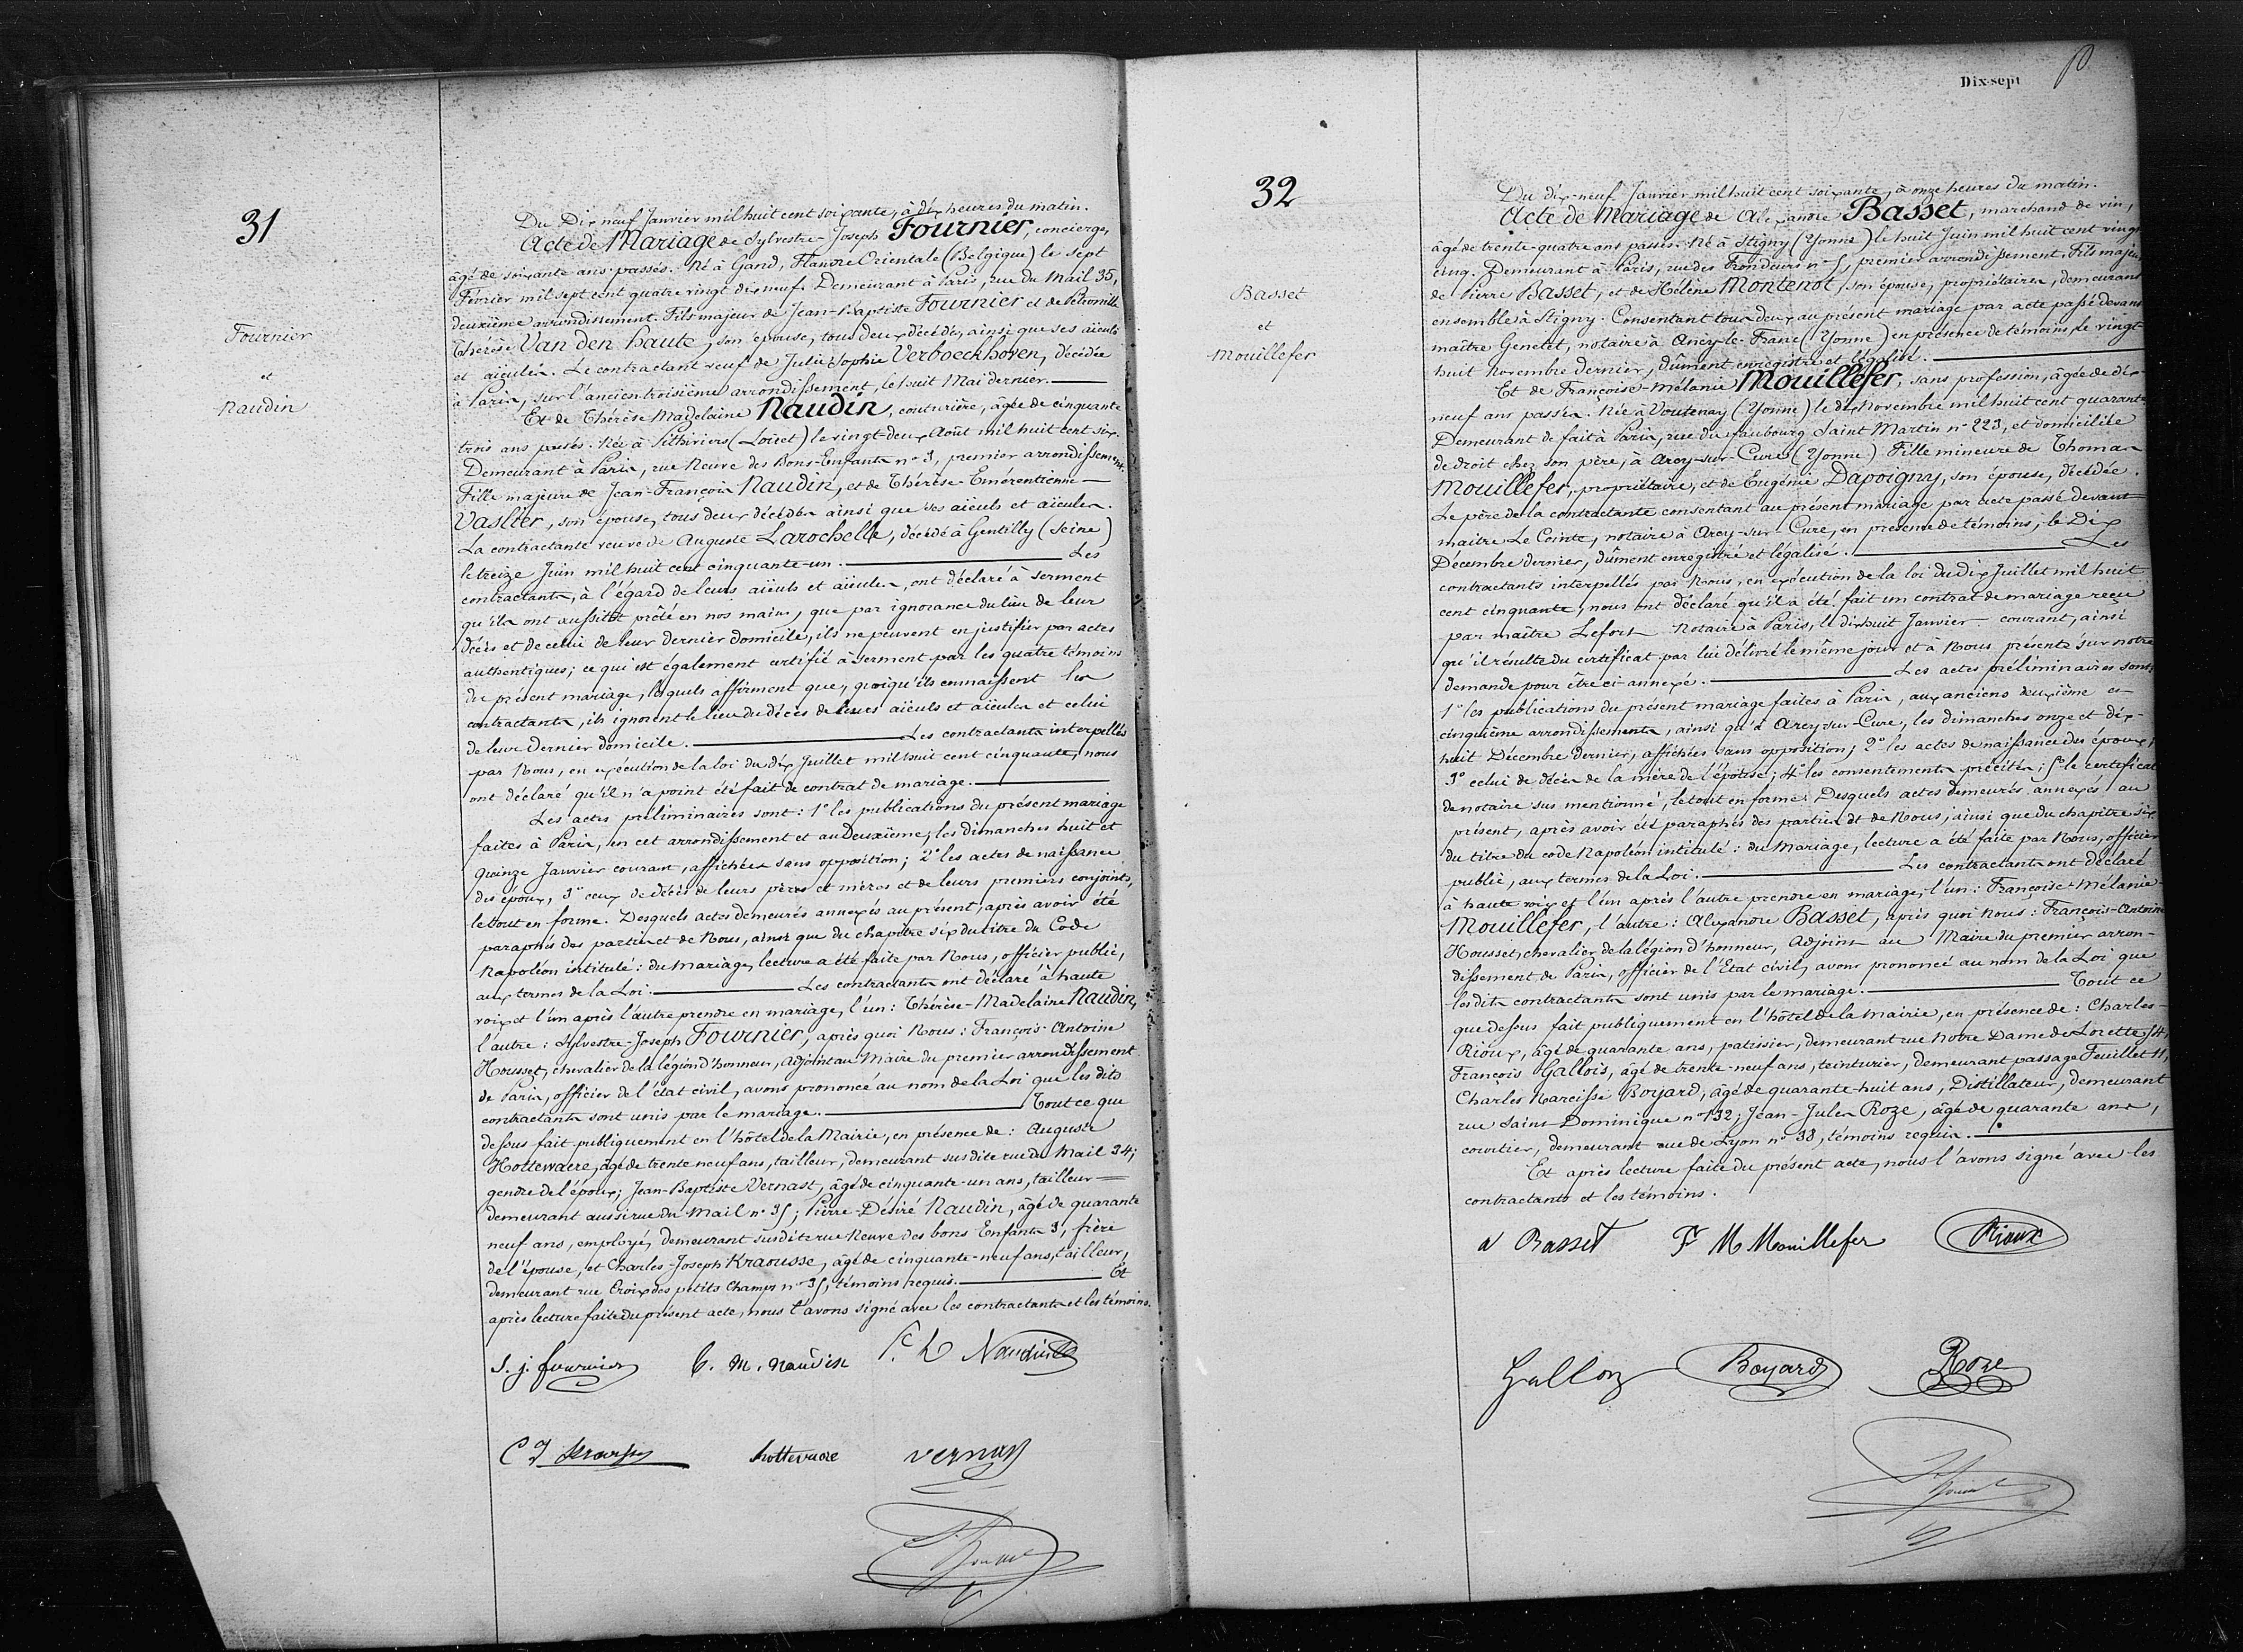 31
Fournier
et
Naudin
Du Dix neuf Janvier mil huit cent soixante, à dix heures du matin.
Acte de Mariage de Sylvestre-Joseph Fournier, concierge,
âgé de soixante ans passés. Né à Gand, Flandre Orientale (Belgique) le sept
Février mil sept cent quatre vingt dix neuf. Demeurant à Paris, rue du Mail 35,
deuxième arrondissement. Fils majeur de Jean-Baptiste Fournier et de Pétronille
Thérèse Van den haute, son épouse, tous deux décédés, ainsi que ses aïeuls
et aïeules. Le contractant veuf de Julie Sophie Verboeckhoven, décédée
à Paris, sur l'ancien troisième arrondissement, le huit Mai dernier.
Et de Thérèse Madelaine Naudin, couturière, âgée de cinquante
trois ans passés. Née à Pithiviers (Loiret) le vingt deux Août mil huit cent six.
Demeurant à Paris, rue Neuve des Bons-Enfants n° 3, premier arrondissement.
Fille majeure de Jean-François Naudin, et de Thérèse-Emérentienne
Vaslier, son épouse, tous deux décédés ainsi que ses aïeuls et aïeules.
La contractante veuve de Auguste Larochelle, décédé à Gentilly (Seine)
le treize Juin mil huit cent cinquante-un. Les
contractants, à l'égard de leurs aïeuls et aïeules, ont déclaré à serment
qu'ils ont aussitôt prêté en nos mains, que par ignorance du lieu de leur
décès et de celui de leur dernier domicile, ils ne peuvent en justifier par actes
authentiques; ce qui est également certifié à serment par les quatre témoins
du présent mariage, lesquels affirment que, quoiqu'ils connaissent les
contractants, ils ignorent le lieu du décès de leurs aïeuls et aïeules et celui
de leur dernier domicile. Les contractants interpellés
par Nous, en exécution de la loi du dix Juillet mil huit cent cinquante, nous
ont déclaré qu'il n'a point été fait de contrat de mariage.
Les actes préliminaires sont: 1° les publications du présent mariage
faites à Paris, en cet arrondissement et au Deuxième, les dimanches huit et
quinze Janvier courant, affichées sans opposition; 2° les actes de naissance
des époux, 3° ceux de décès de leurs pères et mères et de leurs premiers conjoints,
le tout en forme. Desquels actes demeurés annexés au présent, après avoir été
paraphés des parties et de Nous, ainsi que du chapitre six du titre du Code
Napoléon intitulé: du Mariage, lecture a été faite par Nous, officier public,
aux termes de la Loi. Les contractants ont déclaré à haute
voix et l'un après l'autre prendre en mariage, l'un: Thérèse-Madelaine Naudin,
l'autre: Sylvestre-Joseph Fournier, après quoi Nous: François-Antoine
Housset, chevalier de la légion d'honneur, adjoint au Maire du premier arrondissement
de Paris, officier de l'état civil, avons prononcé au nom de la Loi que les dits
contractants sont unis par le mariage. Tout ce que
dessus fait publiquement en l'hôtel de la Mairie, en présence de: Auguste
Hottewaere, âgé de trente neuf ans, tailleur, demeurant susdite rue du Mail 34;
gendre de l'époux; Jean-Baptiste Vernast, âgé de cinquante-un ans, tailleur
demeurant aussi rue du Mail n° 35; Pierre-Désiré Naudin, âgé de quarante
neuf ans, employé, demeurant susdite rue Neuve des bons Enfants 3, frère
de l'épouse, et Charles-Joseph Kraousse, âgé de cinquante-neuf ans, tailleur,
demeurant rue Croix des petits Champs n° 35, témoins requis. Et
après lecture faite du présent acte, nous l'avons signé avec les contractants et les témoins.
S. j. fournier
M. naudin
Naudin
C J
hottewaere
vernast
Dix-sept
32
Basset
et
Mouillefer
Du dix-neuf Janvier mil huit cent soixante, à onze heures du matin.
Acte de Mariage de Alexandre Basset, marchand de vin,
âgé de trente-quatre ans passés. Né à Stigny (Yonne) le huit Juin mil huit cent vingt
cinq. Demeurant à Paris, rue des Frondeurs n° 5, premier arrondissement. Fils majeur
de Pierre Basset, et de Hélène Montenot, son épouse, propriétaires, demeurant
ensemble à Stigny. Consentant tous deux au présent mariage par acte passé devant
maître Genetet, notaire à Ancy-le-Franc (Yonne) en présence de témoins, le vingt
huit Novembre dernier, dûment enregistré et légalisé.
Et de Françoise-Mélanie Mouillefer, sans profession, âgée de dix-
neuf ans passés. Née à Voutenay (Yonne) le dix Novembre mil huit cent quarante
Demeurant de fait à Paris, rue du faubourg Saint Martin n° 223, et domiciliée
de droit chez son père, à Arcy-sur-Cure (Yonne) Fille mineure de Thomas
Mouillefer, propriétaire, et de Eugénie Dapoigny, son épouse, décédée.
Le père de la contractante consentant au présent mariage par acte passé devant
maître Le Cointe, notaire à Arcy-sur-Cure, en présence de témoins, le Dix
Décembre dernier, dûment enregistré et légalisé. Les
contractants interpellés par Nous, en exécution de la loi du dix Juillet mil huit
cent cinquante, nous ont déclaré qu'il a été fait un contrat de mariage reçu
par maître Lefort Notaire à Paris, le dix huit Janvier courant, ainsi
qu'il résulte du certificat par lui délivré le même jour et à Nous présenté sur notre
demande pour être ci-annexé. Les actes préliminaires sont:
1° les publications du présent mariage faites à Paris, aux anciens deuxième et
cinquième arrondissements, ainsi qu'à Arcy-sur-Cure, les dimanches onze et dix-
huit Décembre dernier, affichées sans opposition; 2° les actes de naissance des époux;
3° celui de décès de la mère de l'épouse; 4° les consentements précités; 5° le certificat
de notaire sus mentionné, le tout en forme. Desquels actes demeurés annexés au
présent, après avoir été paraphés des parties et de Nous, ainsi que du chapitre six
du titre du code Napoléon intitulé: du Mariage, lecture a été faite par Nous, officier
public, aux termes de la Loi. Les contractants ont déclaré
à haute voix et l'un après l'autre prendre en mariage, l'un: Françoise-Mélanie
Mouillefer, l'autre: Alexandre Basset, après quoi Nous: François-Antoine
Housset, chevalier de la légion d'honneur, Adjoint au Maire du premier arron-
dissement de Paris, officier de l'Etat civil, avons prononcé au nom de la Loi que
lesdits contractants sont unis par le mariage. Tout ce
que dessus fait publiquement en l'hôtel de la Mairie, en présence de: Charles-
Rioux, âgé de quarante ans, patissier, demeurant rue Notre Dame de Lorette 54,
François Gallois, âgé de trente-neuf ans, teinturier, demeurant passage Feuillet 11,
Charles Narcisse Boyard, âgé de quarante-huit ans, Distillateur, demeurant
rue Saint Dominique n° 132; Jean-Jules Roze, âgé de quarante ans,
courtier, demeurant rue de Lyon n° 38, témoins requis.
Et après lecture faite du présent acte, nous l'avons signé avec les
contractants et les témoins.
a Basset
F M Mouillefer
Rioux
Gallois
Boyard
Roze